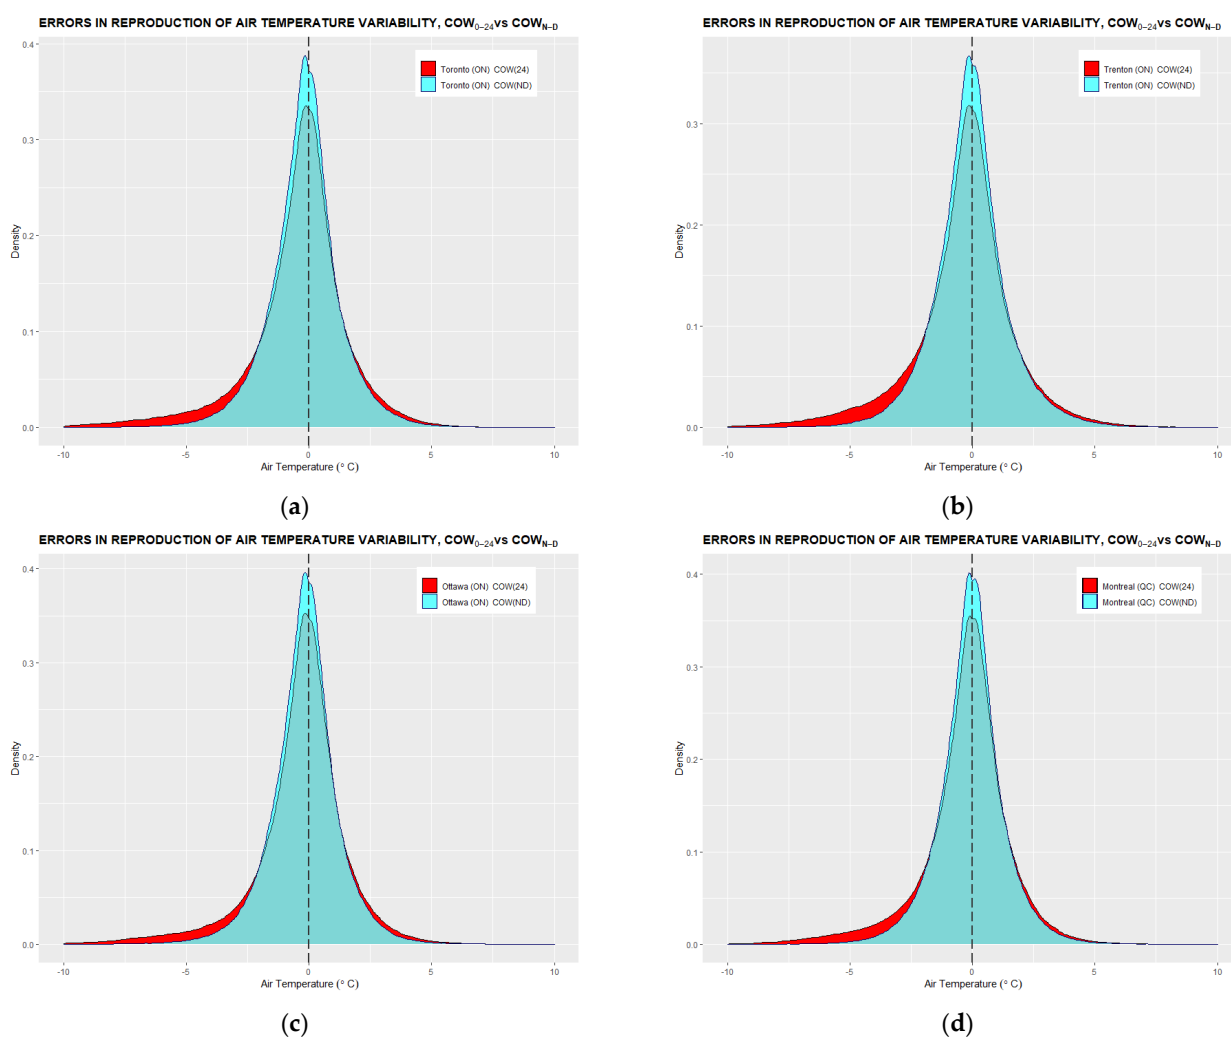 ERRORS IN REPRODUCTION OF AIR TEMPERATURE VARIABILITY, COW0–24vs COWN–D
Toronto (ON) COW(24)
Toronto (ON) COW(ND)
0.4
0.3
0.2
0.1
0.0
Density
-10 -5 0 5 10
Air Temperature (° C)
(a)
ERRORS IN REPRODUCTION OF AIR TEMPERATURE VARIABILITY, COW0–24vs COWN–D
Trenton (ON) COW(24)
Trenton (ON) COW(ND)
0.3
0.2
0.1
0.0
Density
-10 -5 0 5 10
Air Temperature (° C)
(b)
ERRORS IN REPRODUCTION OF AIR TEMPERATURE VARIABILITY, COW0–24vs COWN–D
Ottawa (ON) COW(24)
Ottawa (ON) COW(ND)
0.4
0.3
0.2
0.1
0.0
Density
-10 -5 0 5 10
Air Temperature (° C)
(c)
ERRORS IN REPRODUCTION OF AIR TEMPERATURE VARIABILITY, COW0–24vs COWN–D
Montreal (QC) COW(24)
Montreal (QC) COW(ND)
0.4
0.3
0.2
0.1
0.0
Density
-10 -5 0 5 10
Air Temperature (° C)
(d)